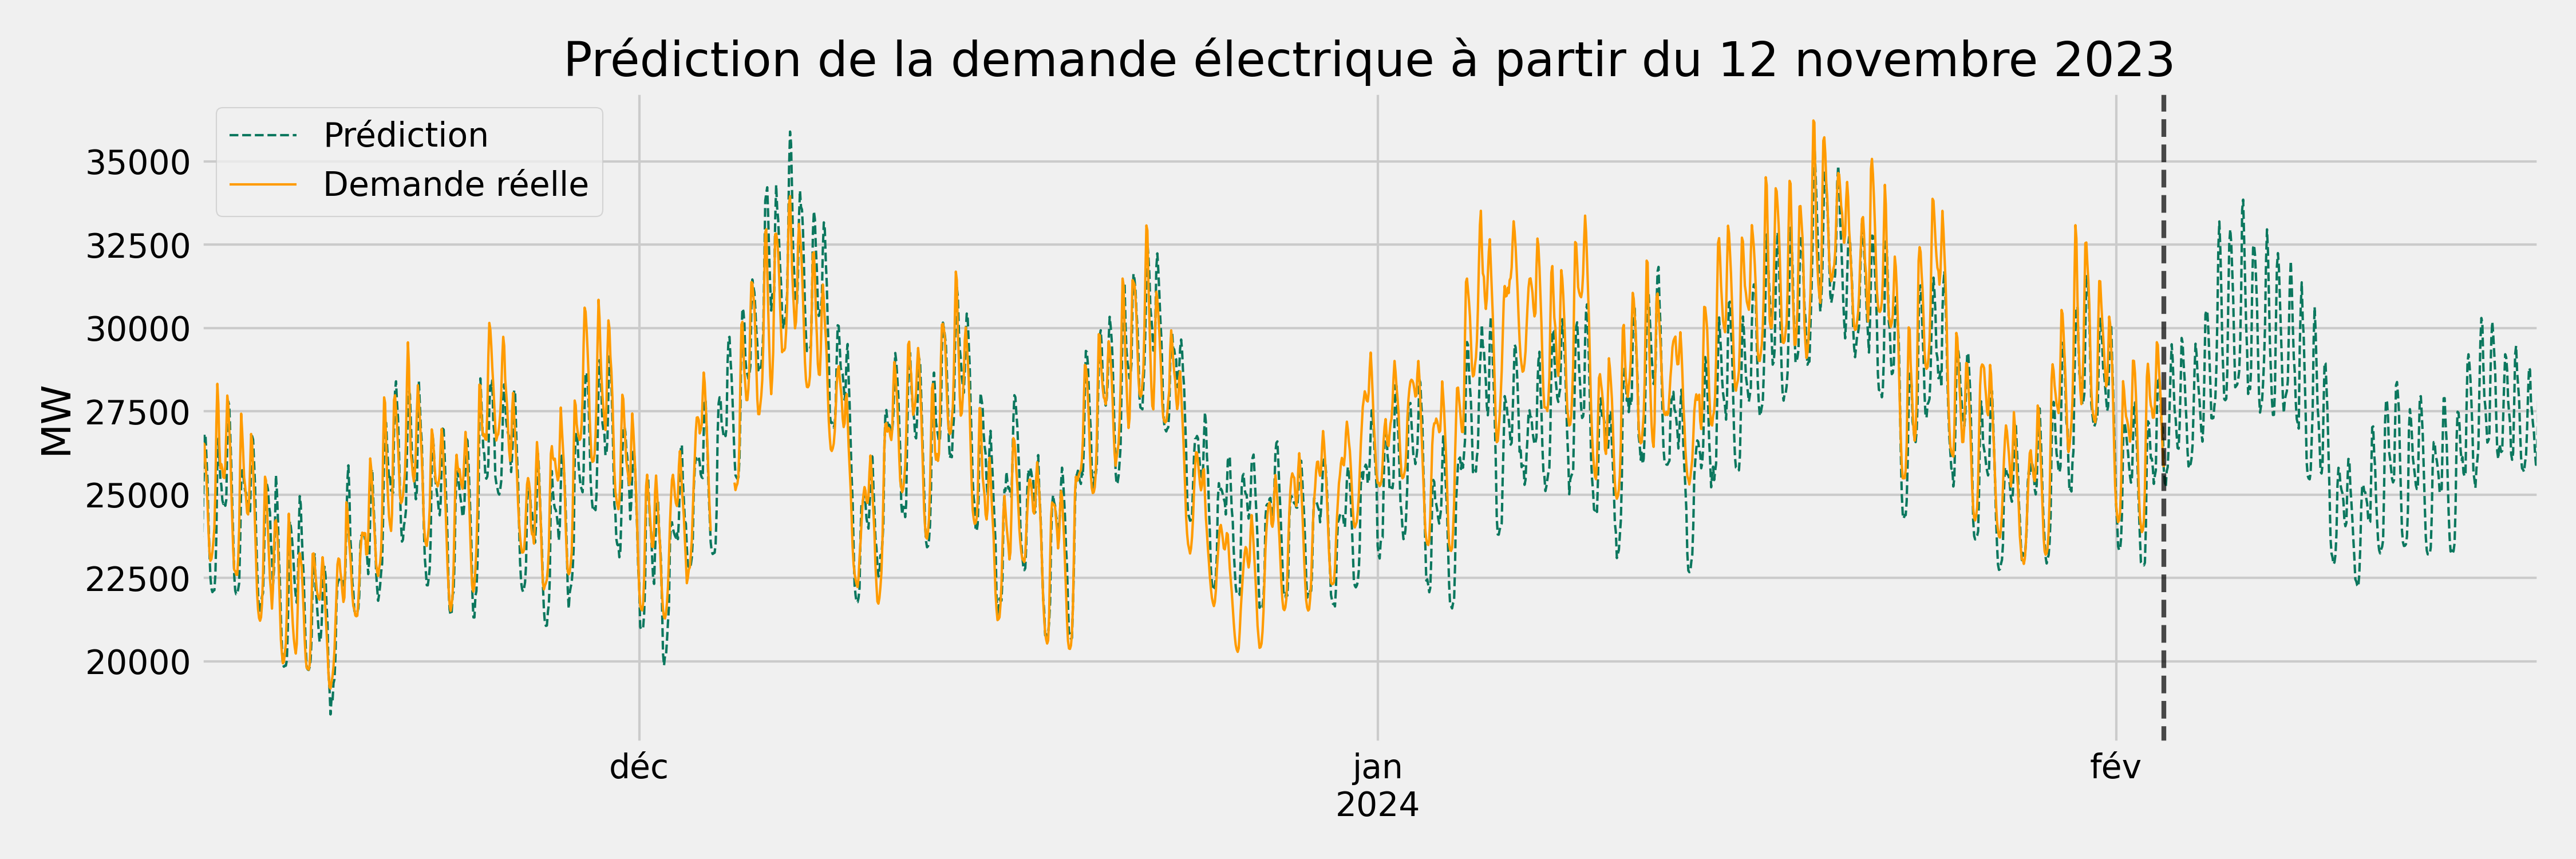 Prédiction de la demande électrique à partir du 12 novembre 2023
Prédiction
Demande réelle
MW
35000
32500
30000
27500
25000
22500
20000
déc
jan
2024
fév